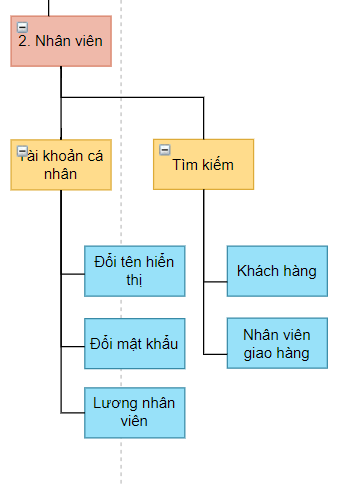 2. Nhân viên
Tài khoản cá
nhân
Tìm kiếm
Đổi tên hiển
thị
Đổi mật khẩu
Lương nhân
viên
Khách hàng
Nhân viên
giao hàng